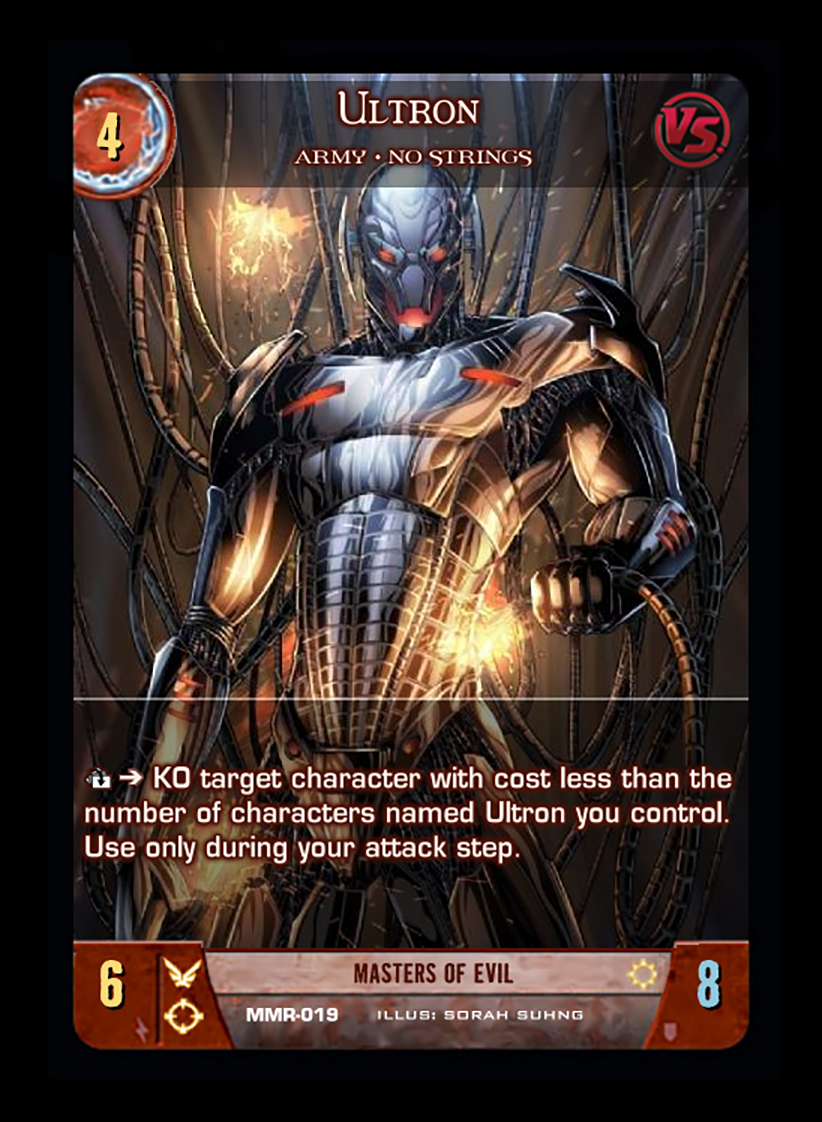 4
ULTRON
VS.
ARMY • NO STRINGS
➔ KO target character with cost less than the
number of characters named Ultron you control.
Use only during your attack step.
6
MASTERS OF EVIL
8
MMR-019 ILLUS: SORAH SUHNG